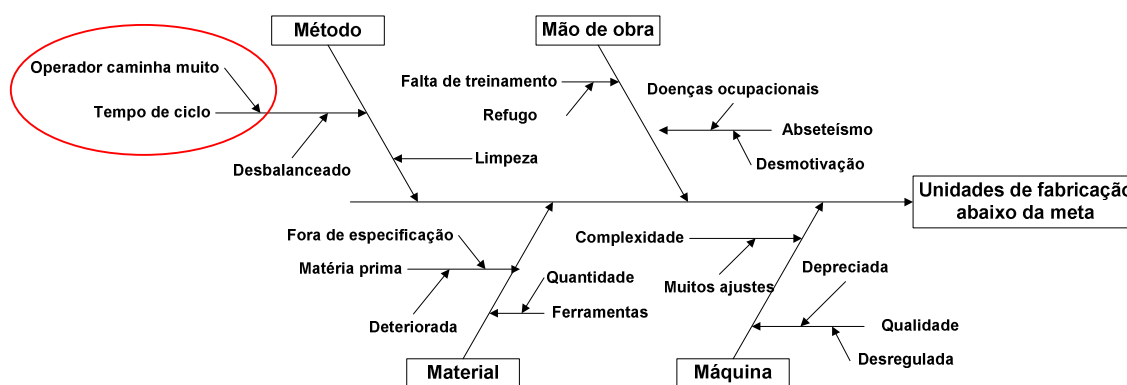 Método
Mão de obra
Operador caminha muito
Tempo de ciclo
Desbalanceado
Limpeza
Falta de treinamento
Refugo
Doenças ocupacionais
Abseteísmo
Desmotivação
Unidades de fabricação
abaixo da meta
Fora de especificação
Matéria prima
Deteriorada
Quantidade
Ferramentas
Complexidade
Muitos ajustes
Depreciada
Qualidade
Desregulada
Material
Máquina